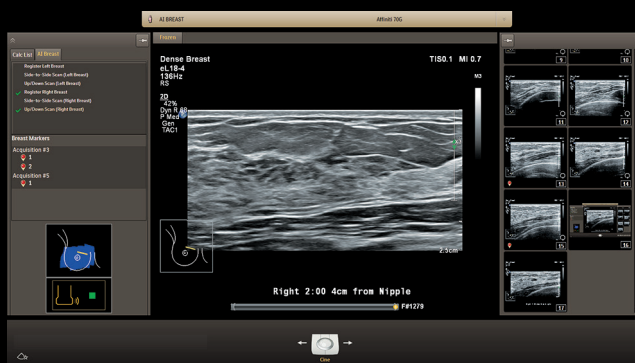 AI BREAST
Affiniti 70G
Frozen
Calc List
AI Breast
Register Left Breast
Side-to-Side Scan (Left Breast)
Up/Down Scan (Left Breast)
Register Right Breast
Side-to-Side Scan (Right Breast)
Up/Down Scan (Right Breast)
Breast Markers
Acquisition #3
1
2
Acquisition #5
1
Dense Breast
eL18-4
136Hz
RS
2D
42%
Dyn R
P Med
Gen
TAC1
TIS0.1 MI 0.7
M3
x3
2.5cm
Right 2:00 4cm from Nipple
F#1279
9
10
11
12
13
14
15
16
17
Cine